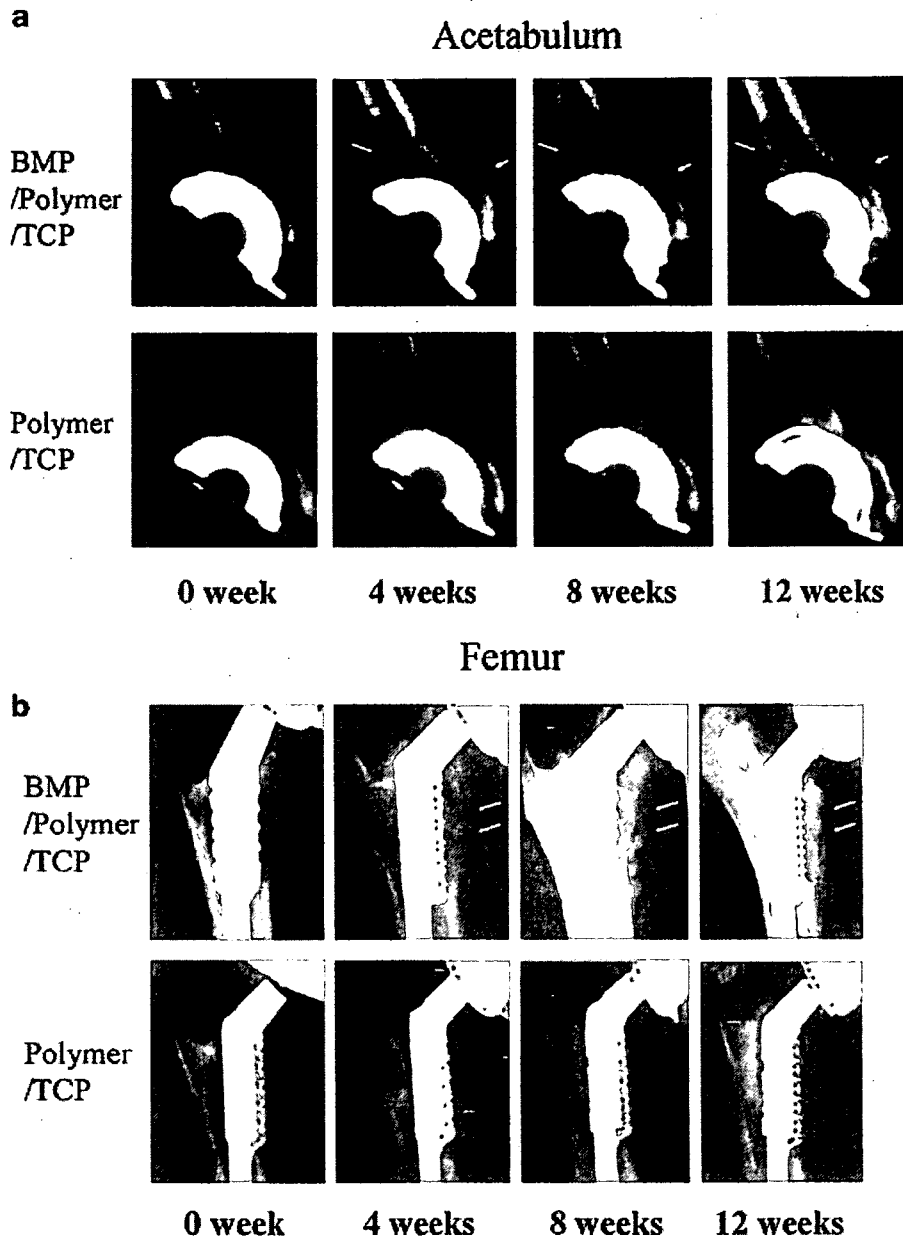 a
Acetabulum
BMP
/Polymer
/TCP
Polymer
/TCP
0 week
4 weeks
8 weeks
12 weeks
Femur
b
BMP
/Polymer
/TCP
Polymer
/TCP
0 week
4 weeks
8 weeks
12 weeks